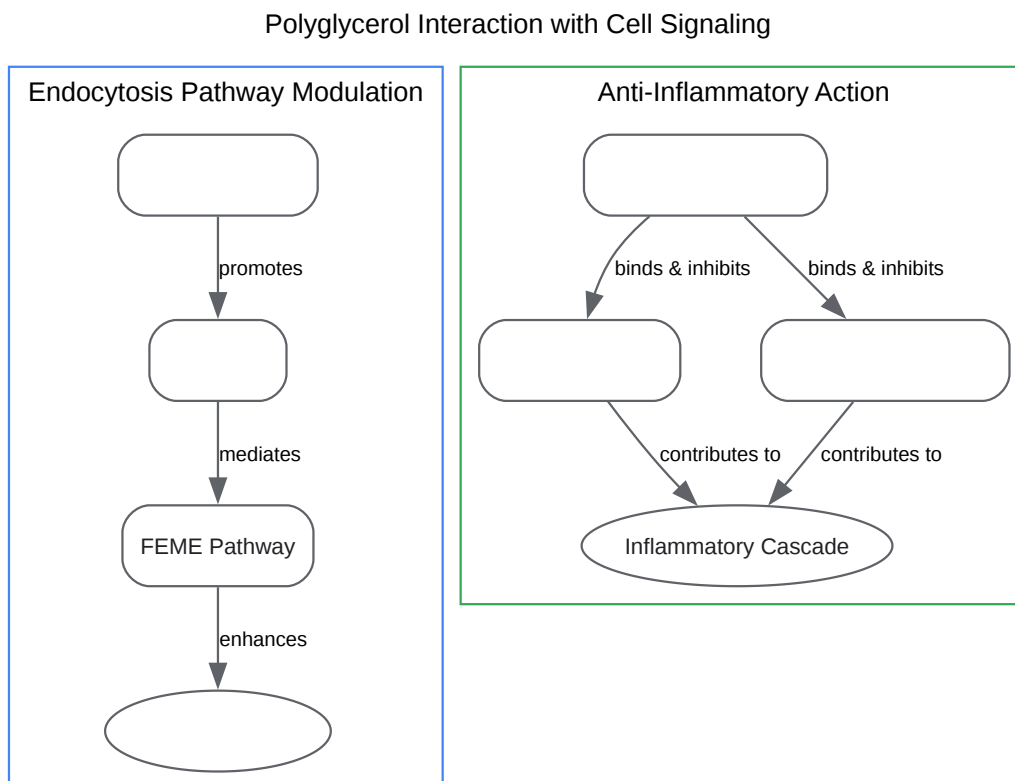 Polyglycerol Interaction with Cell Signaling
Endocytosis Pathway Modulation
promotes
mediates
FEME Pathway
enhances
Anti-Inflammatory Action
binds & inhibits
binds & inhibits
contributes to
contributes to
Inflammatory Cascade